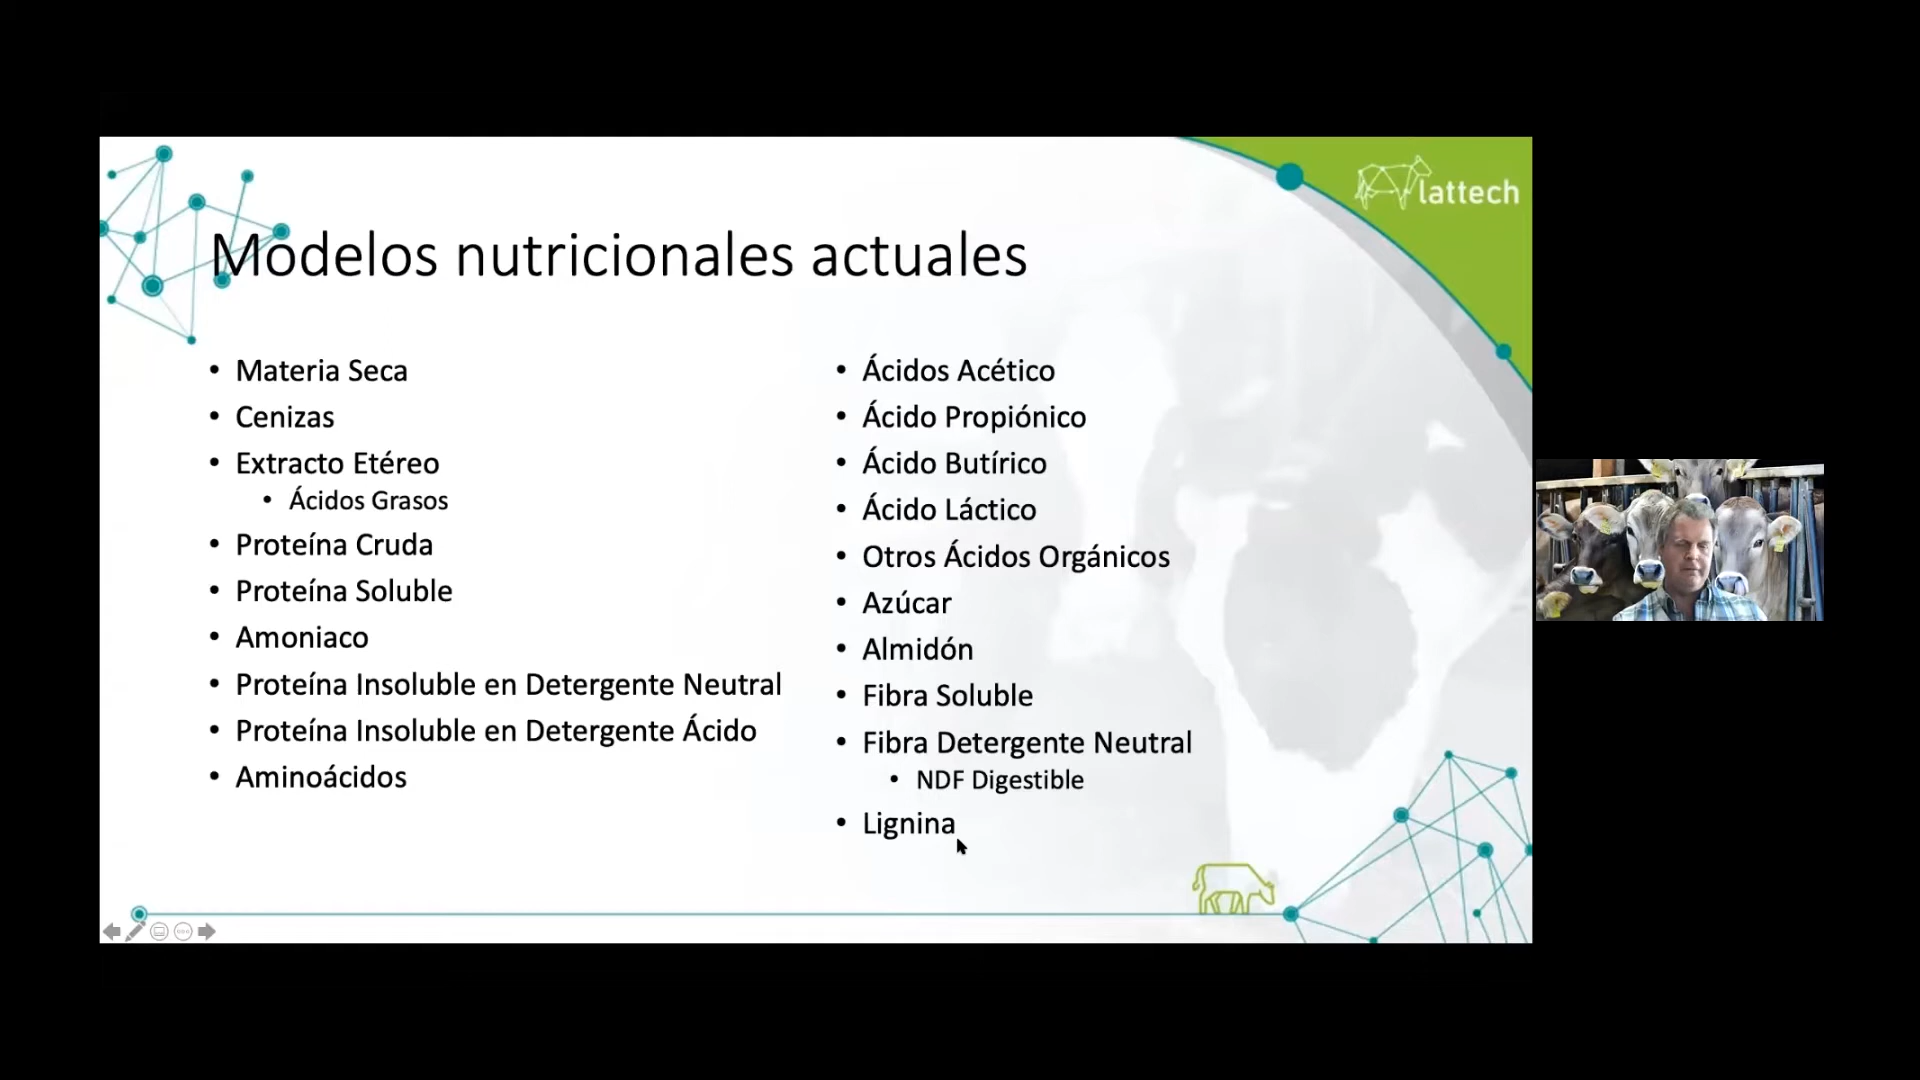 lattech
Modelos nutricionales actuales
• Materia Seca
• Cenizas
• Extracto Etéreo
• Ácidos Grasos
• Proteína Cruda
• Proteína Soluble
• Amoniaco
• Proteína Insoluble en Detergente Neutral
• Proteína Insoluble en Detergente Ácido
• Aminoácidos
• Ácidos Acético
• Ácido Propiónico
• Ácido Butírico
• Ácido Láctico
• Otros Ácidos Orgánicos
• Azúcar
• Almidón
• Fibra Soluble
• Fibra Detergente Neutral
• NDF Digestible
• Lignina